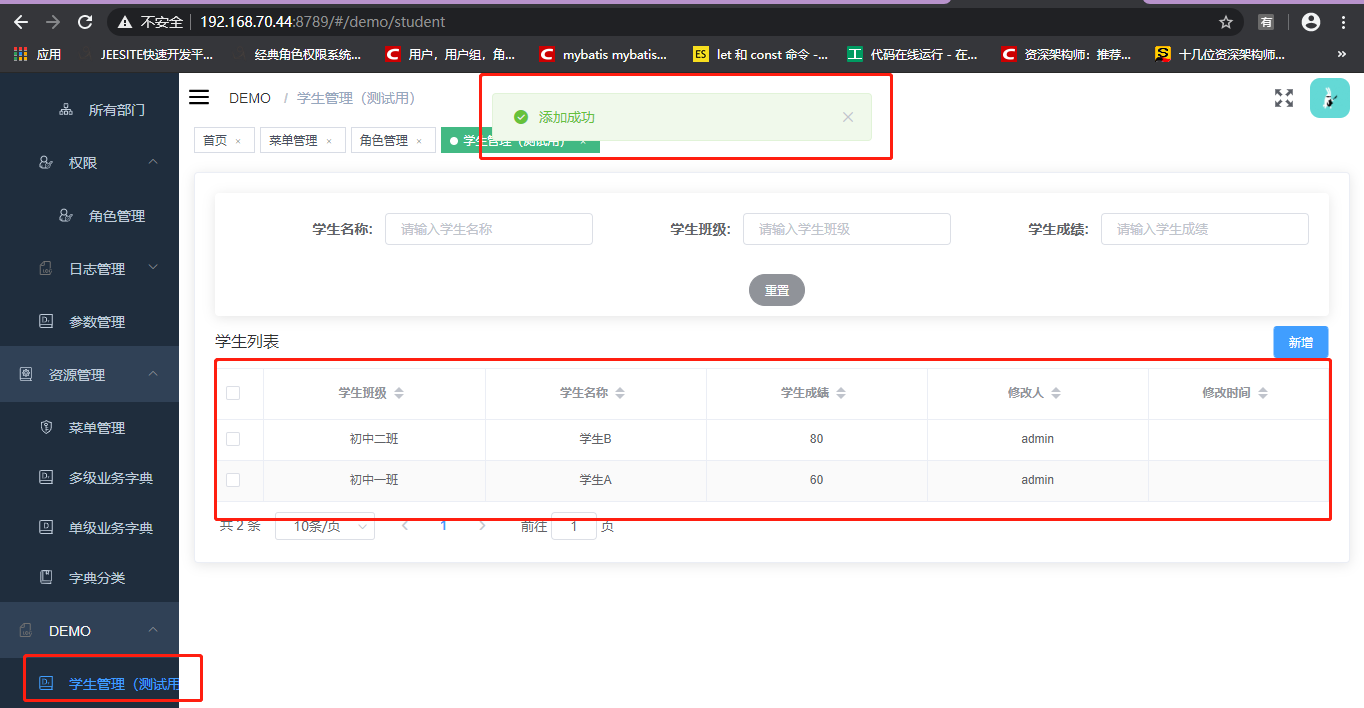 不安全 192.168.70.44:8789/#/demo/student 有
应用 JEESITE快速开发平... 经典角色权限系统... C 用户，用户组，角... C mybatis mybatis... ES let 和 const 命令 -... 工 代码在线运行 - 在... C 资深架构师：推荐... S 十几位资深架构师... »
所有部门
权限
角色管理
日志管理
参数管理
资源管理
菜单管理
多级业务字典
单级业务字典
字典分类
DEMO
学生管理（测试用
DEMO / 学生管理（测试用）
添加成功
首页 × 菜单管理 × 角色管理 × 学生管理（测试用） ×
学生名称: 请输入学生名称 学生班级: 请输入学生班级 学生成绩: 请输入学生成绩
重置
学生列表 新增
学生班级 学生名称 学生成绩 修改人 修改时间
初中二班 学生B 80 admin
初中一班 学生A 60 admin
共 2 条 10条/页 1 前往 1 页